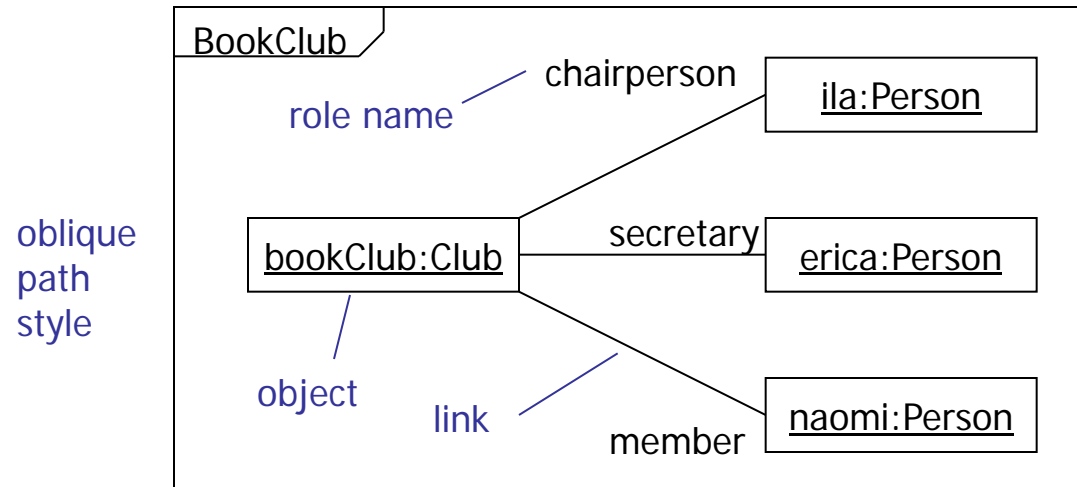 BookClub
chairperson
ila:Person
role name
oblique
path
style
bookClub:Club
secretary
erica:Person
object
link
member
naomi:Person